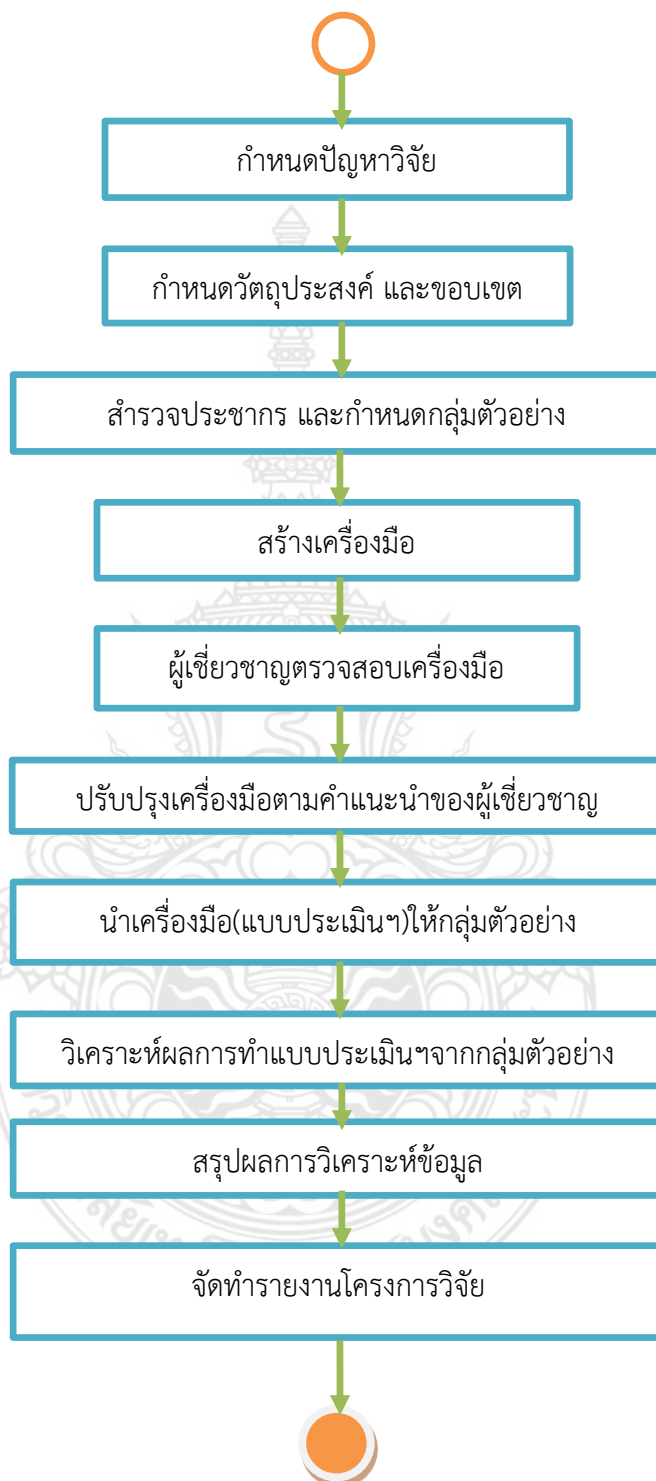 กำหนดปัญหาวิจัย
กำหนดวัตถุประสงค์ และขอบเขต
สำรวจประชากร และกำหนดกลุ่มตัวอย่าง
สร้างเครื่องมือ
ผู้เชี่ยวชาญตรวจสอบเครื่องมือ
ปรับปรุงเครื่องมือตามคำแนะนำของผู้เชี่ยวชาญ
นำเครื่องมือ(แบบประเมินฯ)ให้กลุ่มตัวอย่าง
วิเคราะห์ผลการทำแบบประเมินฯจากกลุ่มตัวอย่าง
สรุปผลการวิเคราะห์ข้อมูล
จัดทำรายงานโครงการวิจัย